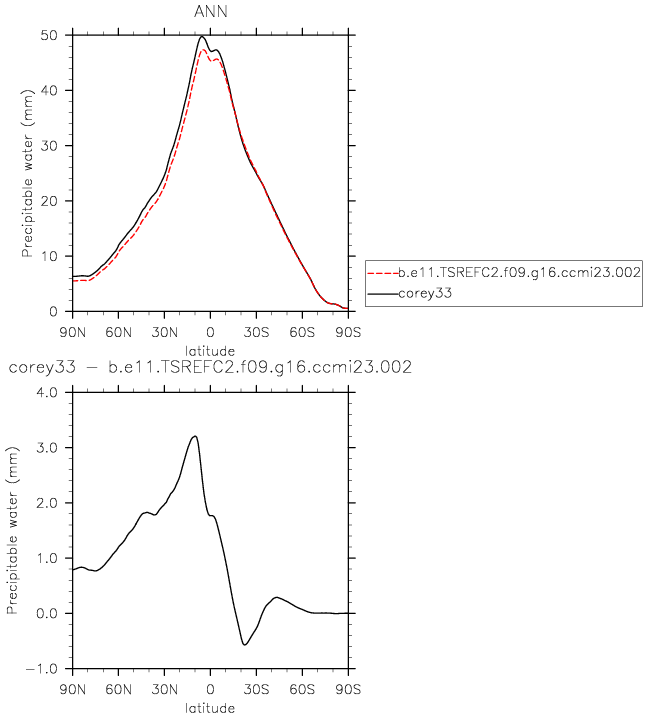 ANN
50
40
30
20
10
0
Precipitable water (mm)
90N 60N 30N 0 30S 60S 90S
latitude
b.e11.TSREFC2.f09.g16.ccmi23.002
corey33
corey33 − b.e11.TSREFC2.f09.g16.ccmi23.002
4.0
3.0
2.0
1.0
0.0
−1.0
Precipitable water (mm)
90N 60N 30N 0 30S 60S 90S
latitude